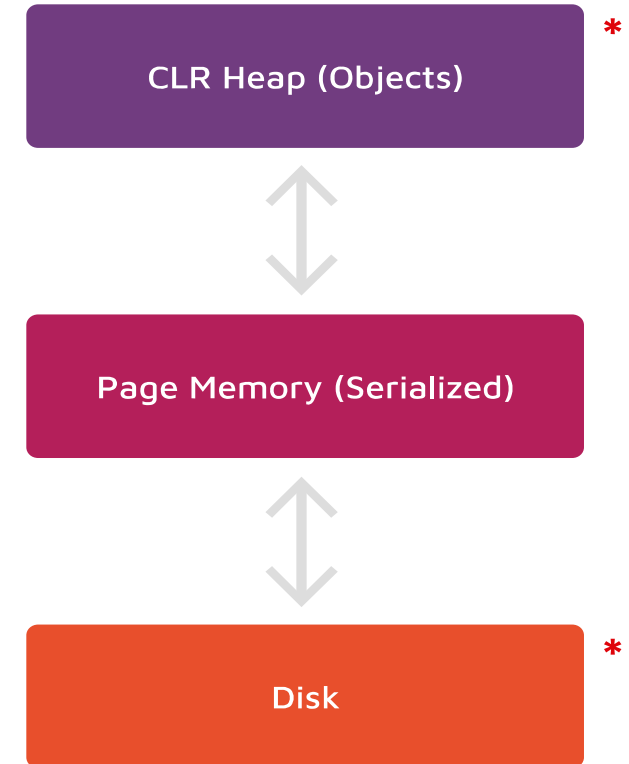 CLR Heap (Objects) *
Page Memory (Serialized)
Disk *